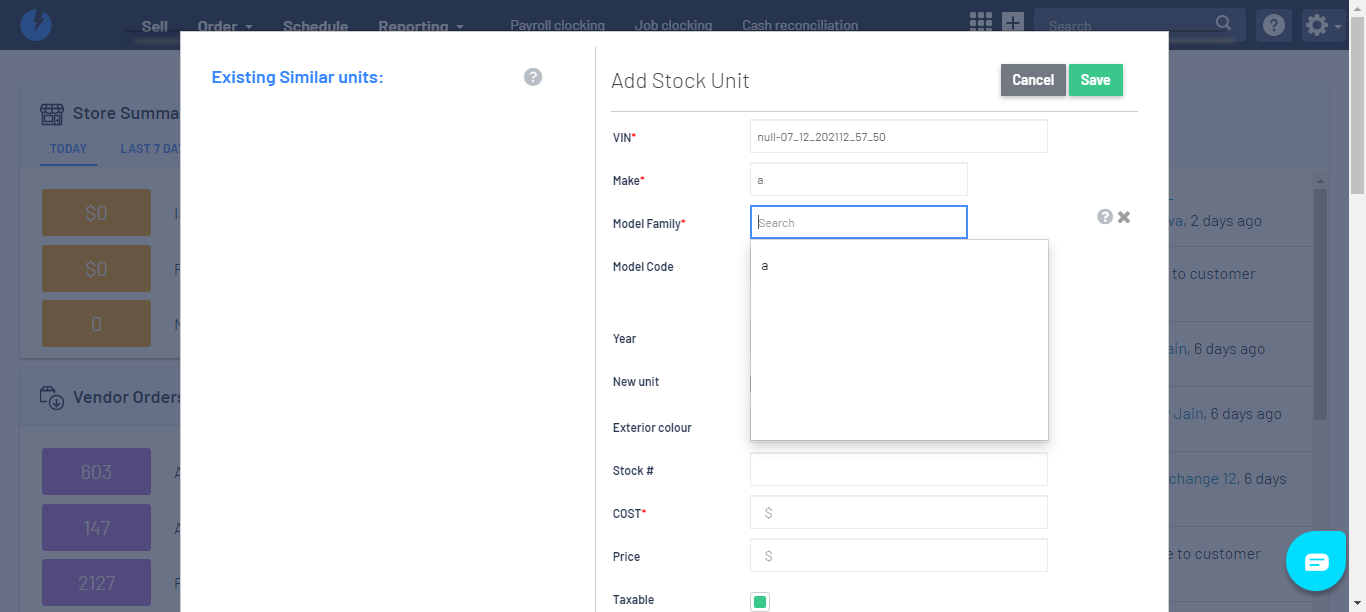 Sell Order Schedule Reporting Payroll clocking Job clocking Cash reconciliation Search
Existing Similar units:
Add Stock Unit Cancel Save
VIN* null-07_12_202112_57_50
Make* a
Model Family* Search
a
Model Code
Year
New unit
Exterior colour
Stock #
COST* $
Price $
Taxable
Store Summa
TODAY LAST 7 DA
$0
$0
0
Vendor Orders
603
147
2127
va, 2 days ago
to customer
ain, 6 days ago
Jain, 6 days ago
change 12, 6 days
e to customer